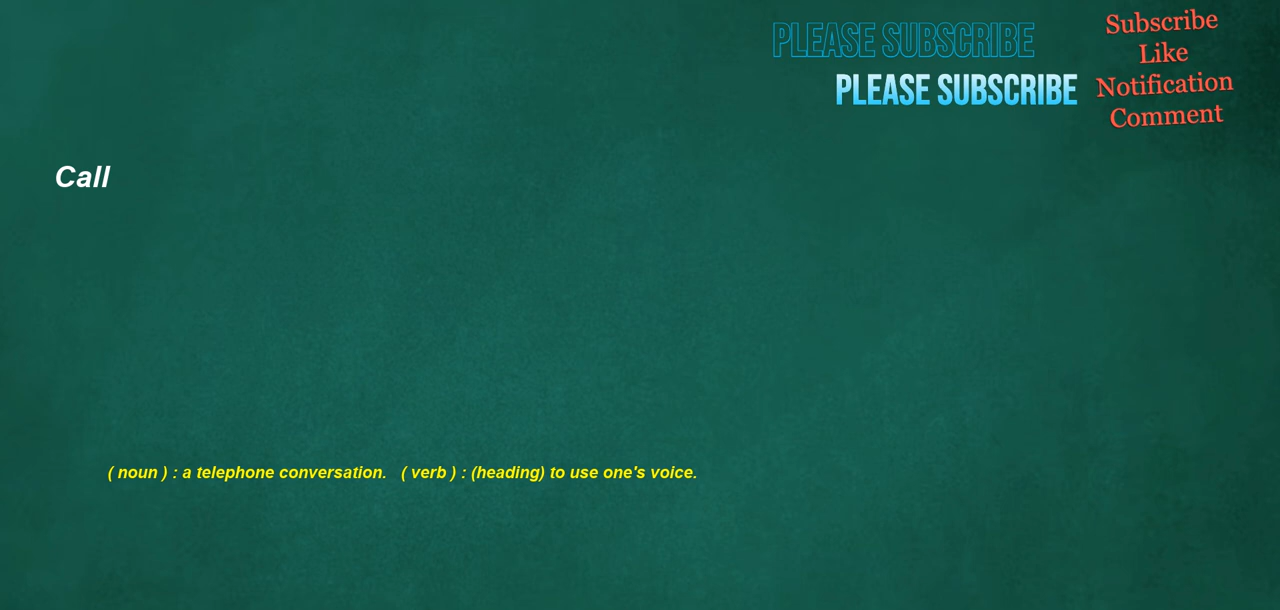 PLEASE SUBSCRIBE
PLEASE SUBSCRIBE
Subscribe
Like
Notification
Comment
Call
( noun ) : a telephone conversation. ( verb ) : (heading) to use one's voice.